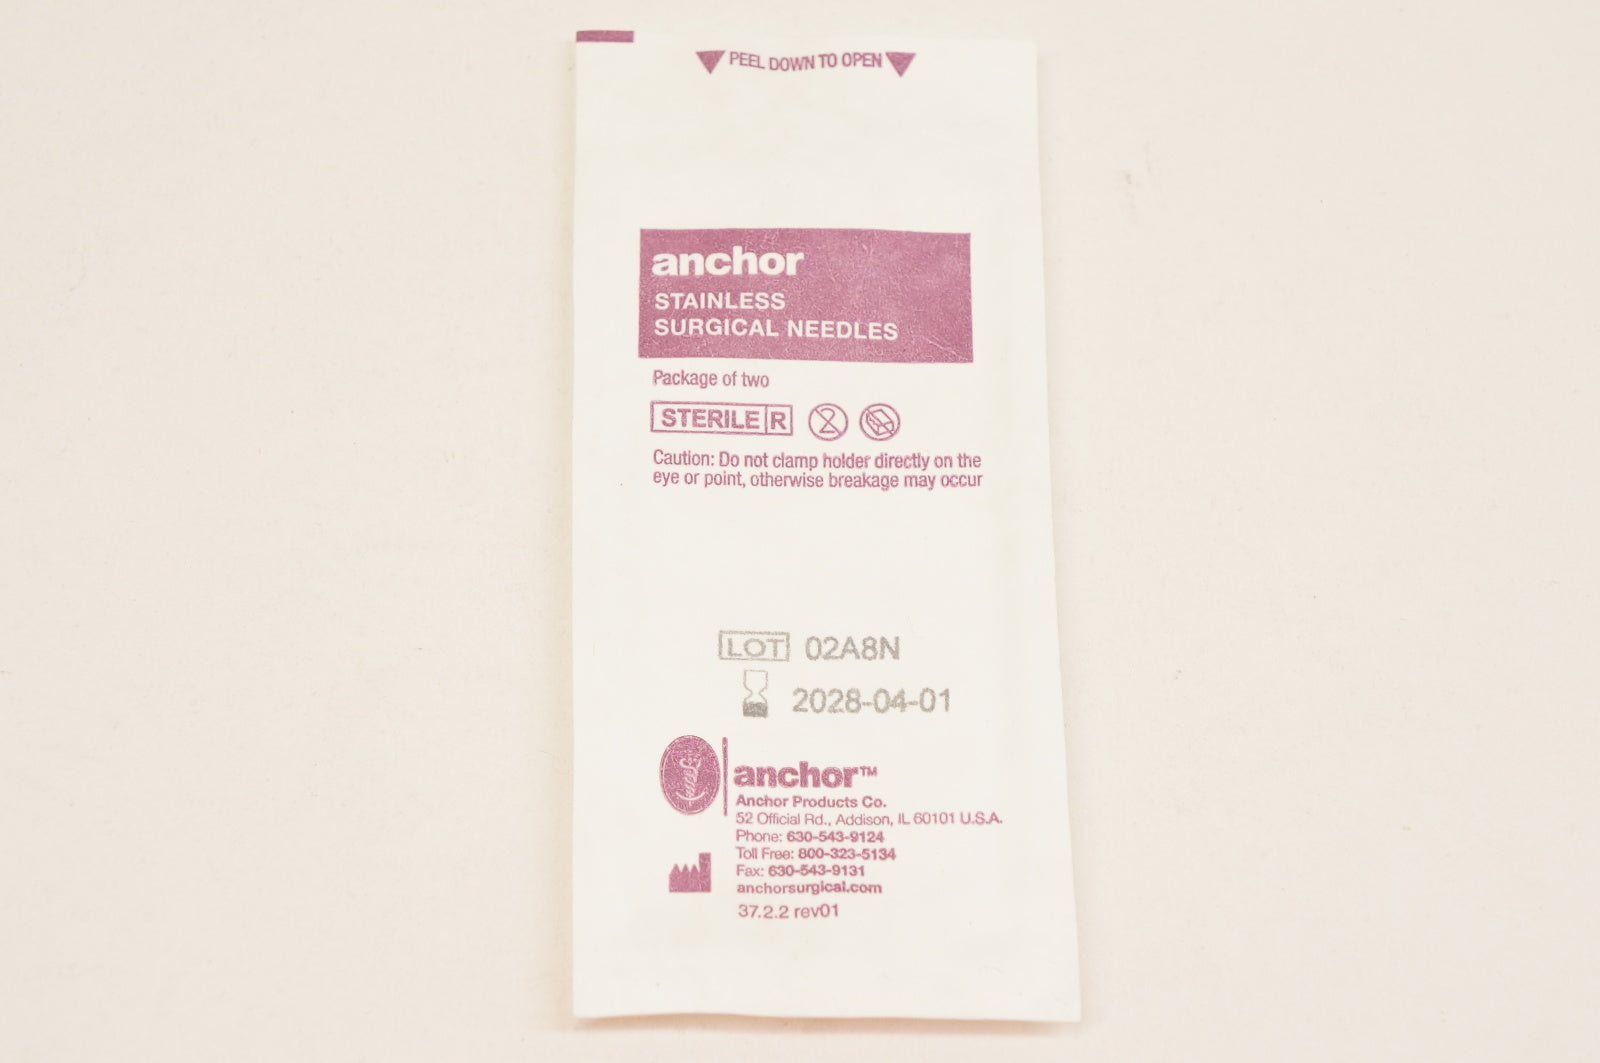 PEEL DOWN TO OPEN
anchor
STAINLESS
SURGICAL NEEDLES
Package of two
STERILE R
2
Caution: Do not clamp holder directly on the
eye or point, otherwise breakage may occur
LOT 02A8N
2028-04-01
anchor™
Anchor Products Co.
52 Official Rd., Addison, IL 60101 U.S.A.
Phone: 630-543-9124
Toll Free: 800-323-5134
Fax: 630-543-9131
anchorsurgical.com
37.2.2 rev01